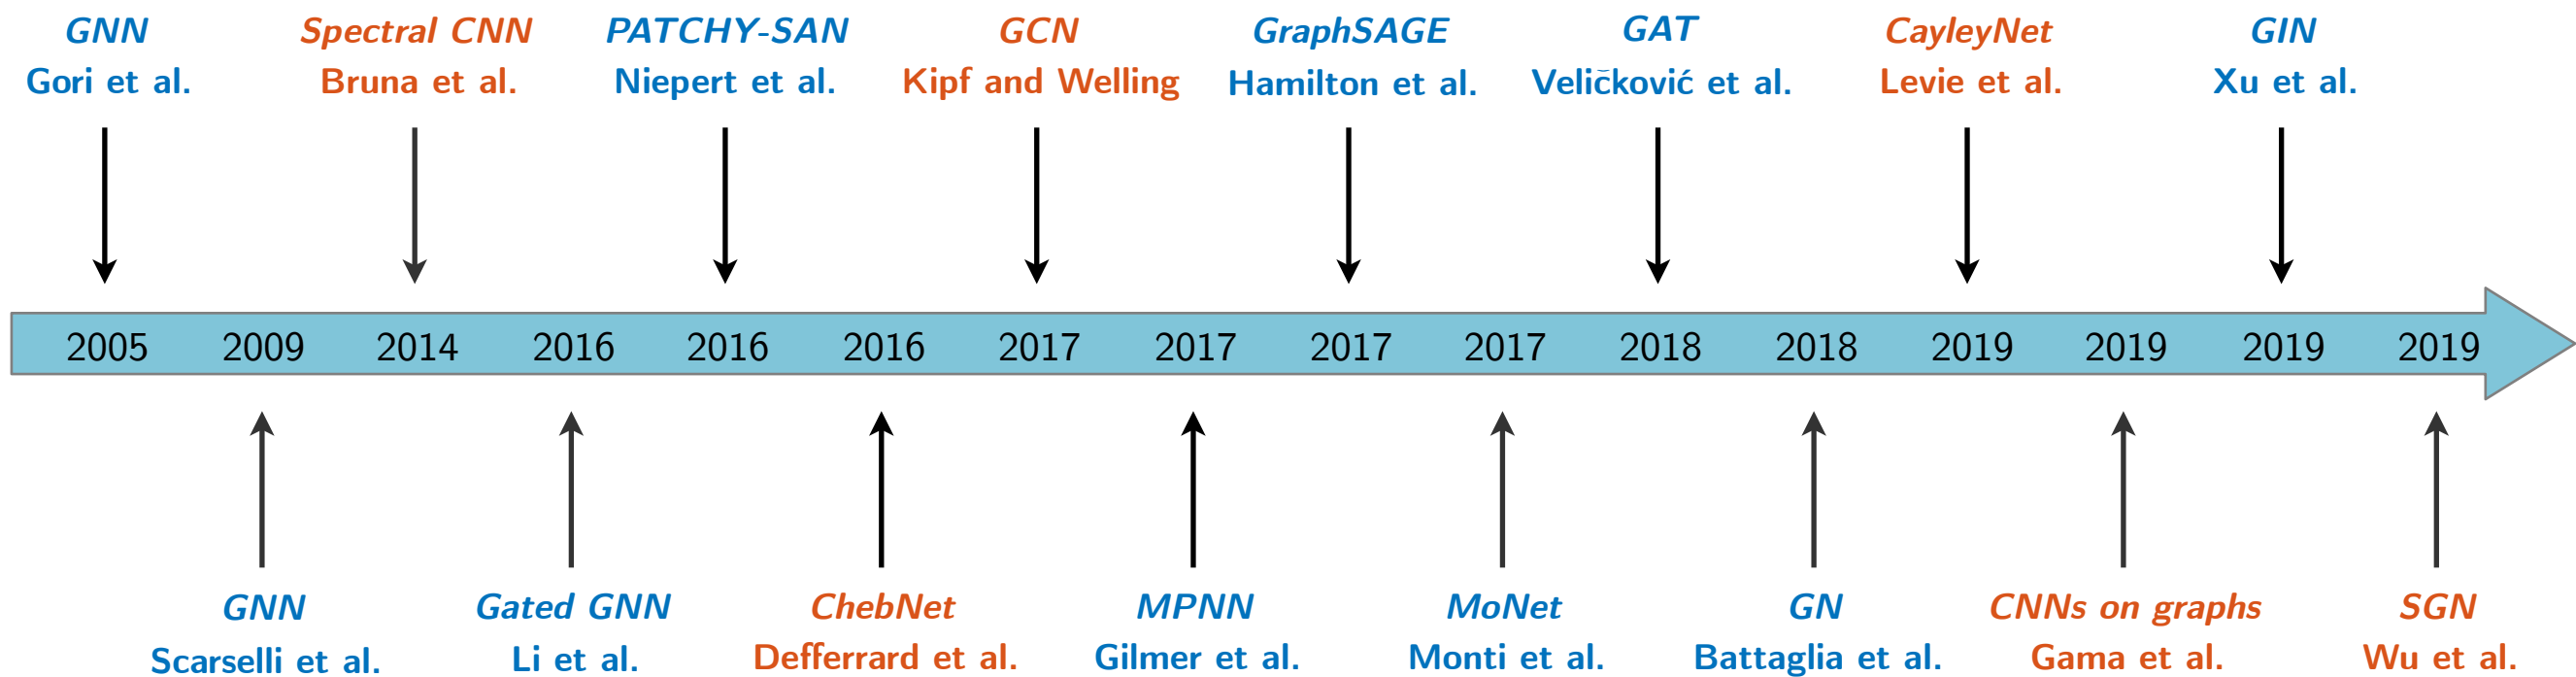 GNN
Gori et al.
Spectral CNN
Bruna et al.
PATCHY-SAN
Niepert et al.
GCN
Kipf and Welling
GraphSAGE
Hamilton et al.
GAT
Veličković et al.
CayleyNet
Levie et al.
GIN
Xu et al.
2005 2009 2014 2016 2016 2016 2017 2017 2017 2017 2018 2018 2019 2019 2019 2019
GNN
Scarselli et al.
Gated GNN
Li et al.
ChebNet
Defferrard et al.
MPNN
Gilmer et al.
MoNet
Monti et al.
GN
Battaglia et al.
CNNs on graphs
Gama et al.
SGN
Wu et al.